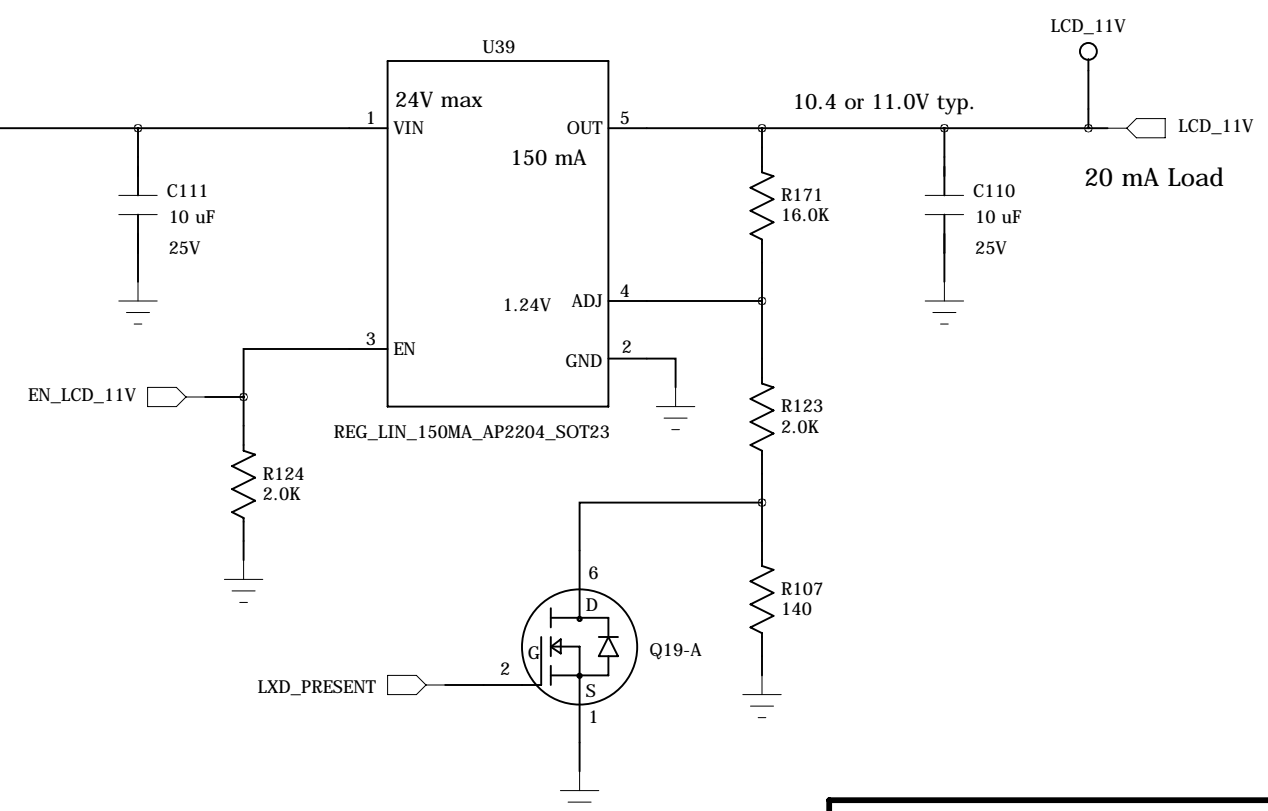 LCD_11V
U39
24V max
10.4 or 11.0V typ.
1
VIN
OUT
5
LCD_11V
150 mA
20 mA Load
C111
10 uF
25V
R171
16.0K
C110
10 uF
25V
1.24V
ADJ
4
3
EN
GND
2
EN_LCD_11V
REG_LIN_150MA_AP2204_SOT23
R123
2.0K
R124
2.0K
6
D
R107
140
G
Q19-A
2
LXD_PRESENT
S
1